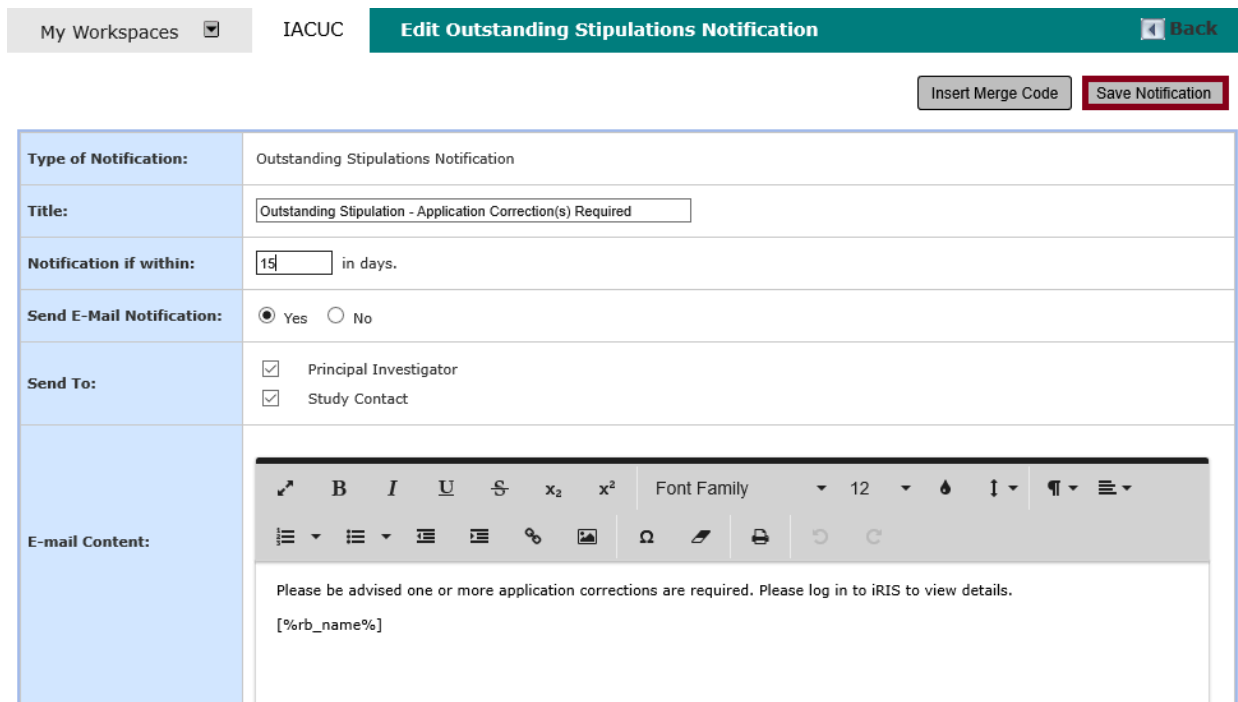 My Workspaces IACUC Edit Outstanding Stipulations Notification Back
Insert Merge Code Save Notification
Type of Notification: Outstanding Stipulations Notification
Title: Outstanding Stipulation - Application Correction(s) Required
Notification if within: 15 in days.
Send E-Mail Notification: Yes No
Send To: Principal Investigator
Study Contact
B I U S x₂ x² Font Family 12
Ω
E-mail Content:
Please be advised one or more application corrections are required. Please log in to iRIS to view details.
[%rb_name%]